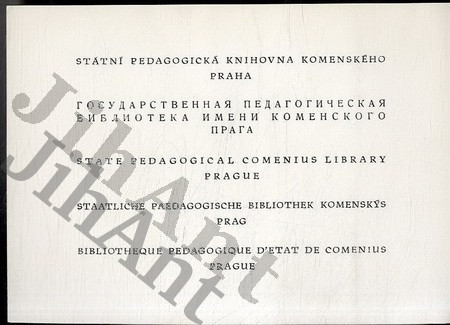 STÁTNÍ PEDAGOGICKÁ KNIHOVNA KOMENSKÉHO
PRAHA
ГОСУДАРСТВЕННАЯ ПЕДАГОГИЧЕСКАЯ
БИБЛИОТЕКА ИМЕНИ КОМЕНСКОГО
ПРАГА
STATE PEDAGOGICAL COMENIUS LIBRARY
PRAGUE
STAATLICHE PAEDAGOGISCHE BIBLIOTHEK KOMENSKÝS
PRAG
BIBLIOTHEQUE PEDAGOGIQUE D'ETAT DE COMENIUS
PRAGUE
JihAnt
JihAnt